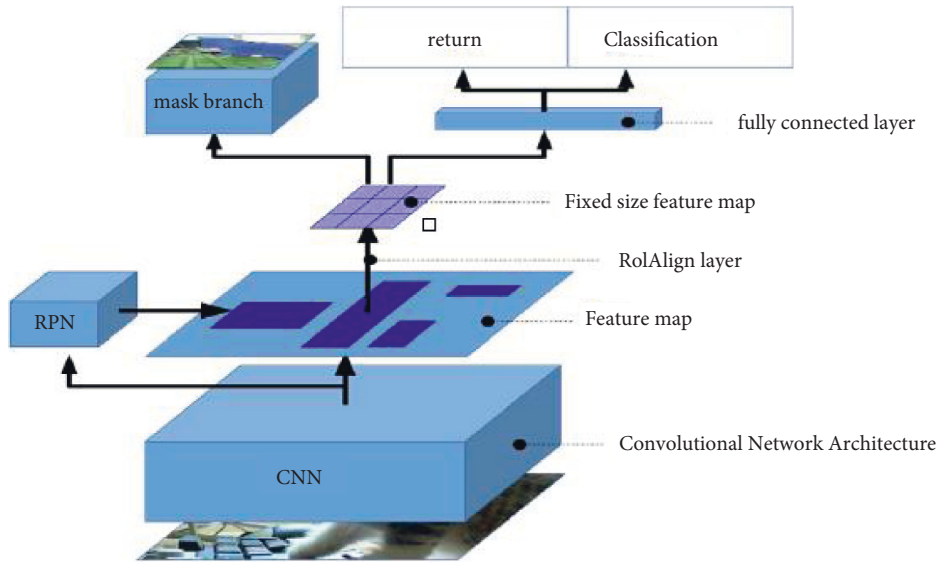 return
Classification
mask branch
fully connected layer
Fixed size feature map
RolAlign layer
RPN
Feature map
Convolutional Network Architecture
CNN